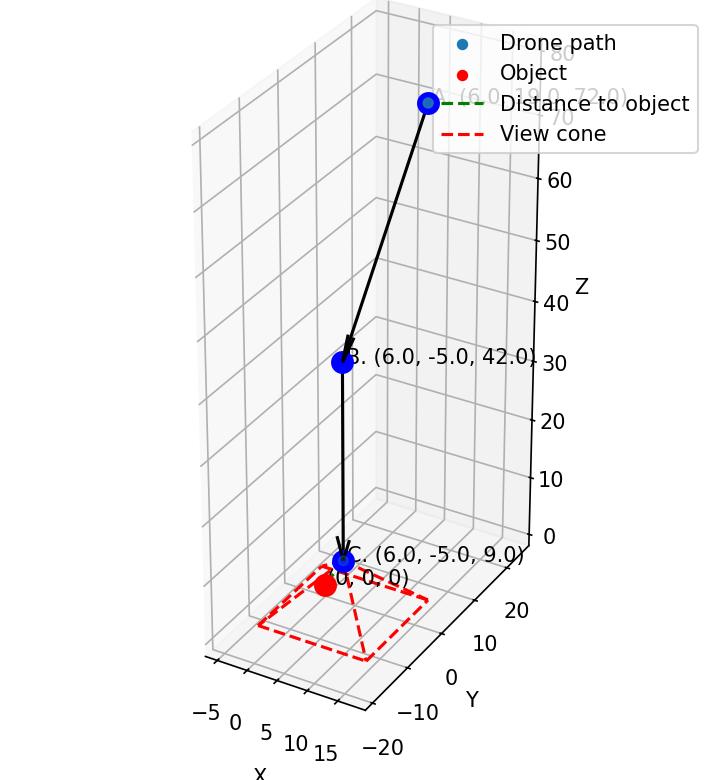 Drone path
Object
Distance to object
View cone
A. (6.0, 19.0, 72.0)
80
70
60
50
Z
40
B. (6.0, -5.0, 42.0)
30
20
10
0
C. (6.0, -5.0, 9.0)
(0, 0, 0)
20
10
0
Y
−10
−20
−5
0
5
10
15
X